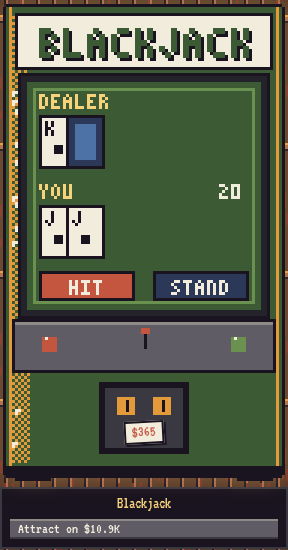 BLACKJACK
DEALER
K
YOU 20
J J
HIT STAND
$365
Blackjack
Attract on $10.9K